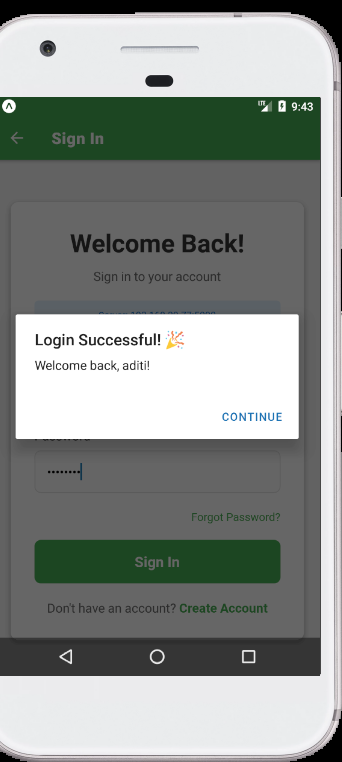 LTE 9:43
Sign In
Welcome Back!
Sign in to your account
Login Successful! 🎉
Welcome back, aditi!
CONTINUE
Password
••••••••
Forgot Password?
Sign In
Don't have an account? Create Account